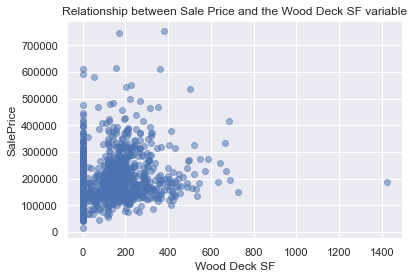 Relationship between Sale Price and the Wood Deck SF variable
700000
600000
500000
400000
300000
200000
100000
0
SalePrice
0 200 400 600 800 1000 1200 1400
Wood Deck SF